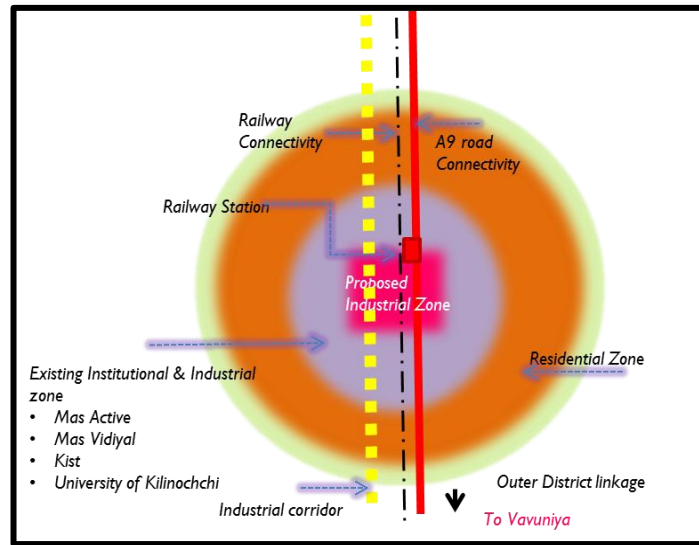 Railway
Connectivity
A9 road
Connectivity
Railway Station
Proposed
Industrial Zone
Residential Zone
Existing Institutional & Industrial
zone
• Mas Active
• Mas Vidiyal
• Kist
• University of Kilinochchi
Industrial corridor
Outer District linkage
To Vavuniya